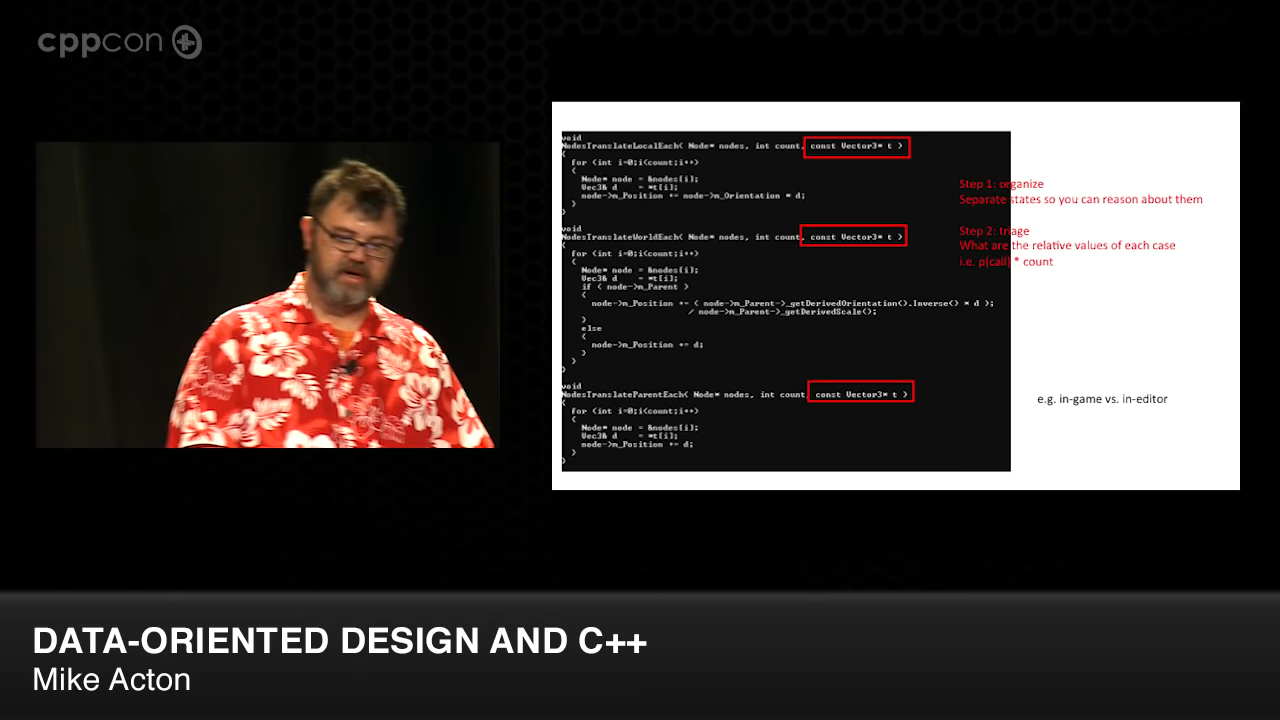 cppcon
void
NodesTranslateLocalEach( Node* nodes, int count, const Vector3* t )
{
for (int i=0;i<count;i++)
{
Node* node = &nodes[i];
Vec3& d = *t[i];
node->m_Position += node->m_Orientation * d;
}
}
void
NodesTranslateWorldEach( Node* nodes, int count, const Vector3* t )
{
for (int i=0;i<count;i++)
{
Node* node = &nodes[i];
Vec3& d = *t[i];
if ( node->m_Parent )
{
node->m_Position += ( node->m_Parent->_getDerivedOrientation().Inverse() * d );
/ node->m_Parent->_getDerivedScale();
}
else
{
node->m_Position += d;
}
}
}
void
NodesTranslateParentEach( Node* nodes, int count, const Vector3* t )
{
for (int i=0;i<count;i++)
{
Node* node = &nodes[i];
Vec3& d = *t[i];
node->m_Position += d;
}
}
Step 1: organize
Separate states so you can reason about them
Step 2: triage
What are the relative values of each case
i.e. p(call) * count
e.g. in-game vs. in-editor
DATA-ORIENTED DESIGN AND C++
Mike Acton